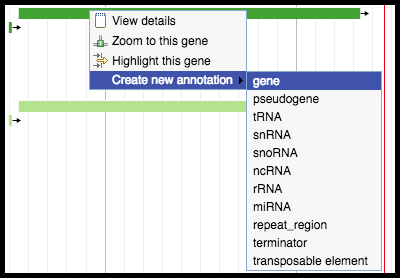 View details
Zoom to this gene
Highlight this gene
Create new annotation
gene
pseudogene
tRNA
snRNA
snoRNA
ncRNA
rRNA
miRNA
repeat_region
terminator
transposable element